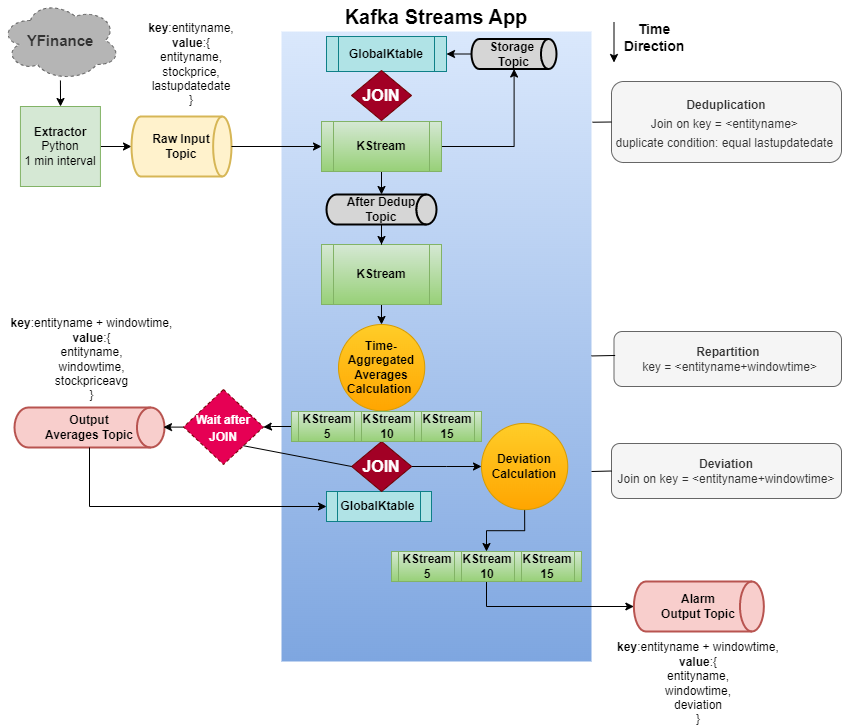 Kafka Streams App
YFinance
key:entityname,
value:{
entityname,
stockprice,
lastupdatedate
}
GlobalKtable
Storage
Topic
Time
Direction
JOIN
Extractor
Python
1 min interval
Raw Input
Topic
KStream
Deduplication
Join on key = <entityname>
duplicate condition: equal lastupdatedate
After Dedup
Topic
KStream
key:entityname + windowtime,
value:{
entityname,
windowtime,
stockpriceavg
}
Time-
Aggregated
Averages
Calculation
Repartition
key = <entityname+windowtime>
Output
Averages Topic
Wait after
JOIN
KStream
5
KStream
10
KStream
15
JOIN
Deviation
Calculation
Deviation
Join on key = <entityname+windowtime>
GlobalKtable
KStream
5
KStream
10
KStream
15
Alarm
Output Topic
key:entityname + windowtime,
value:{
entityname,
windowtime,
deviation
}